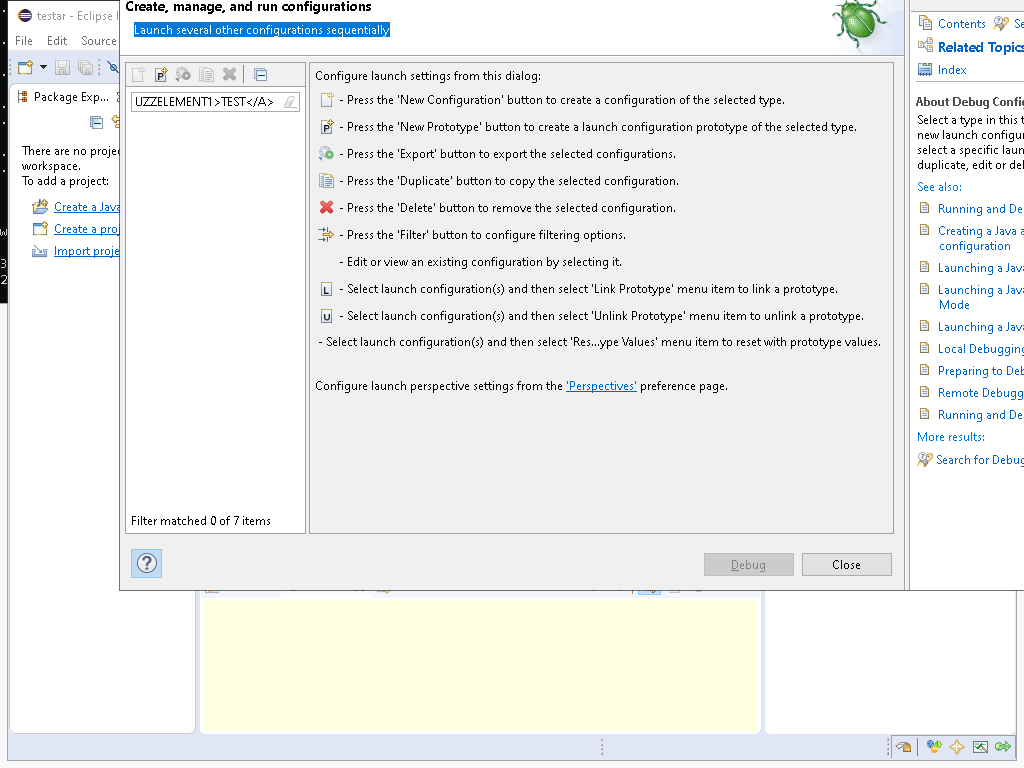 testar - Eclipse I
Create, manage, and run configurations
Launch several other configurations sequentially
File Edit Source
Package Exp...
There are no projec
workspace.
To add a project:
Create a Java
Create a proj
Import proje
UZZELEMENT1>TEST</A>
Filter matched 0 of 7 items
Configure launch settings from this dialog:
- Press the 'New Configuration' button to create a configuration of the selected type.
- Press the 'New Prototype' button to create a launch configuration prototype of the selected type.
- Press the 'Export' button to export the selected configurations.
- Press the 'Duplicate' button to copy the selected configuration.
- Press the 'Delete' button to remove the selected configuration.
- Press the 'Filter' button to configure filtering options.
- Edit or view an existing configuration by selecting it.
- Select launch configuration(s) and then select 'Link Prototype' menu item to link a prototype.
- Select launch configuration(s) and then select 'Unlink Prototype' menu item to unlink a prototype.
- Select launch configuration(s) and then select 'Res...ype Values' menu item to reset with prototype values.
Configure launch perspective settings from the 'Perspectives' preference page.
Debug
Close
Contents Se
Related Topics
Index
About Debug Config
Select a type in this t
new launch configur
select a specific laun
duplicate, edit or del
See also:
Running and De
Creating a Java a
configuration
Launching a Java
Launching a Java
Mode
Launching a Java
Local Debugging
Preparing to Deb
Remote Debugg
Running and De
More results:
Search for Debug